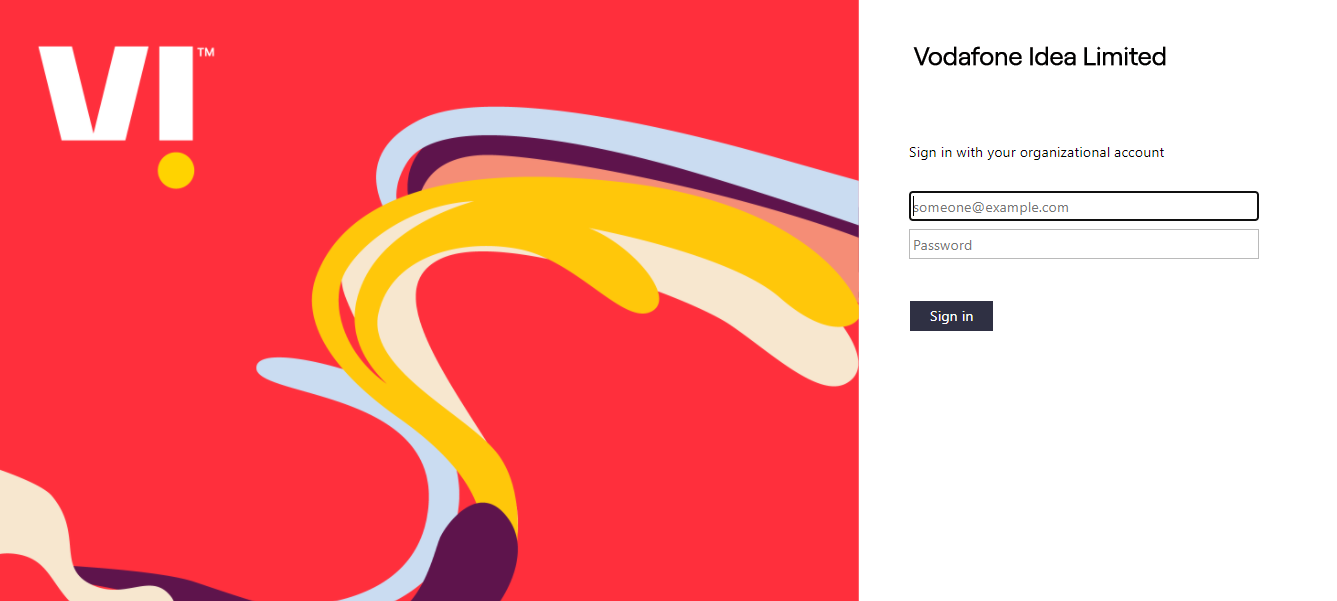 VI™
Vodafone Idea Limited
Sign in with your organizational account
someone@example.com
Password
Sign in